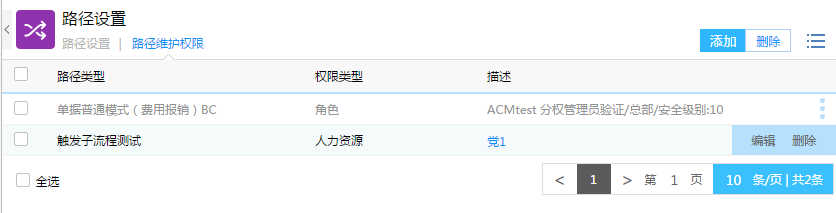 路径设置
路径设置 | 路径维护权限
添加 删除
路径类型 权限类型 描述
单据普通模式（费用报销）BC 角色 ACMtest 分权管理员验证/总部/安全级别:10
触发子流程测试 人力资源 党1 编辑 删除
全选 < 1 > 第 1 页 10 条/页 | 共2条